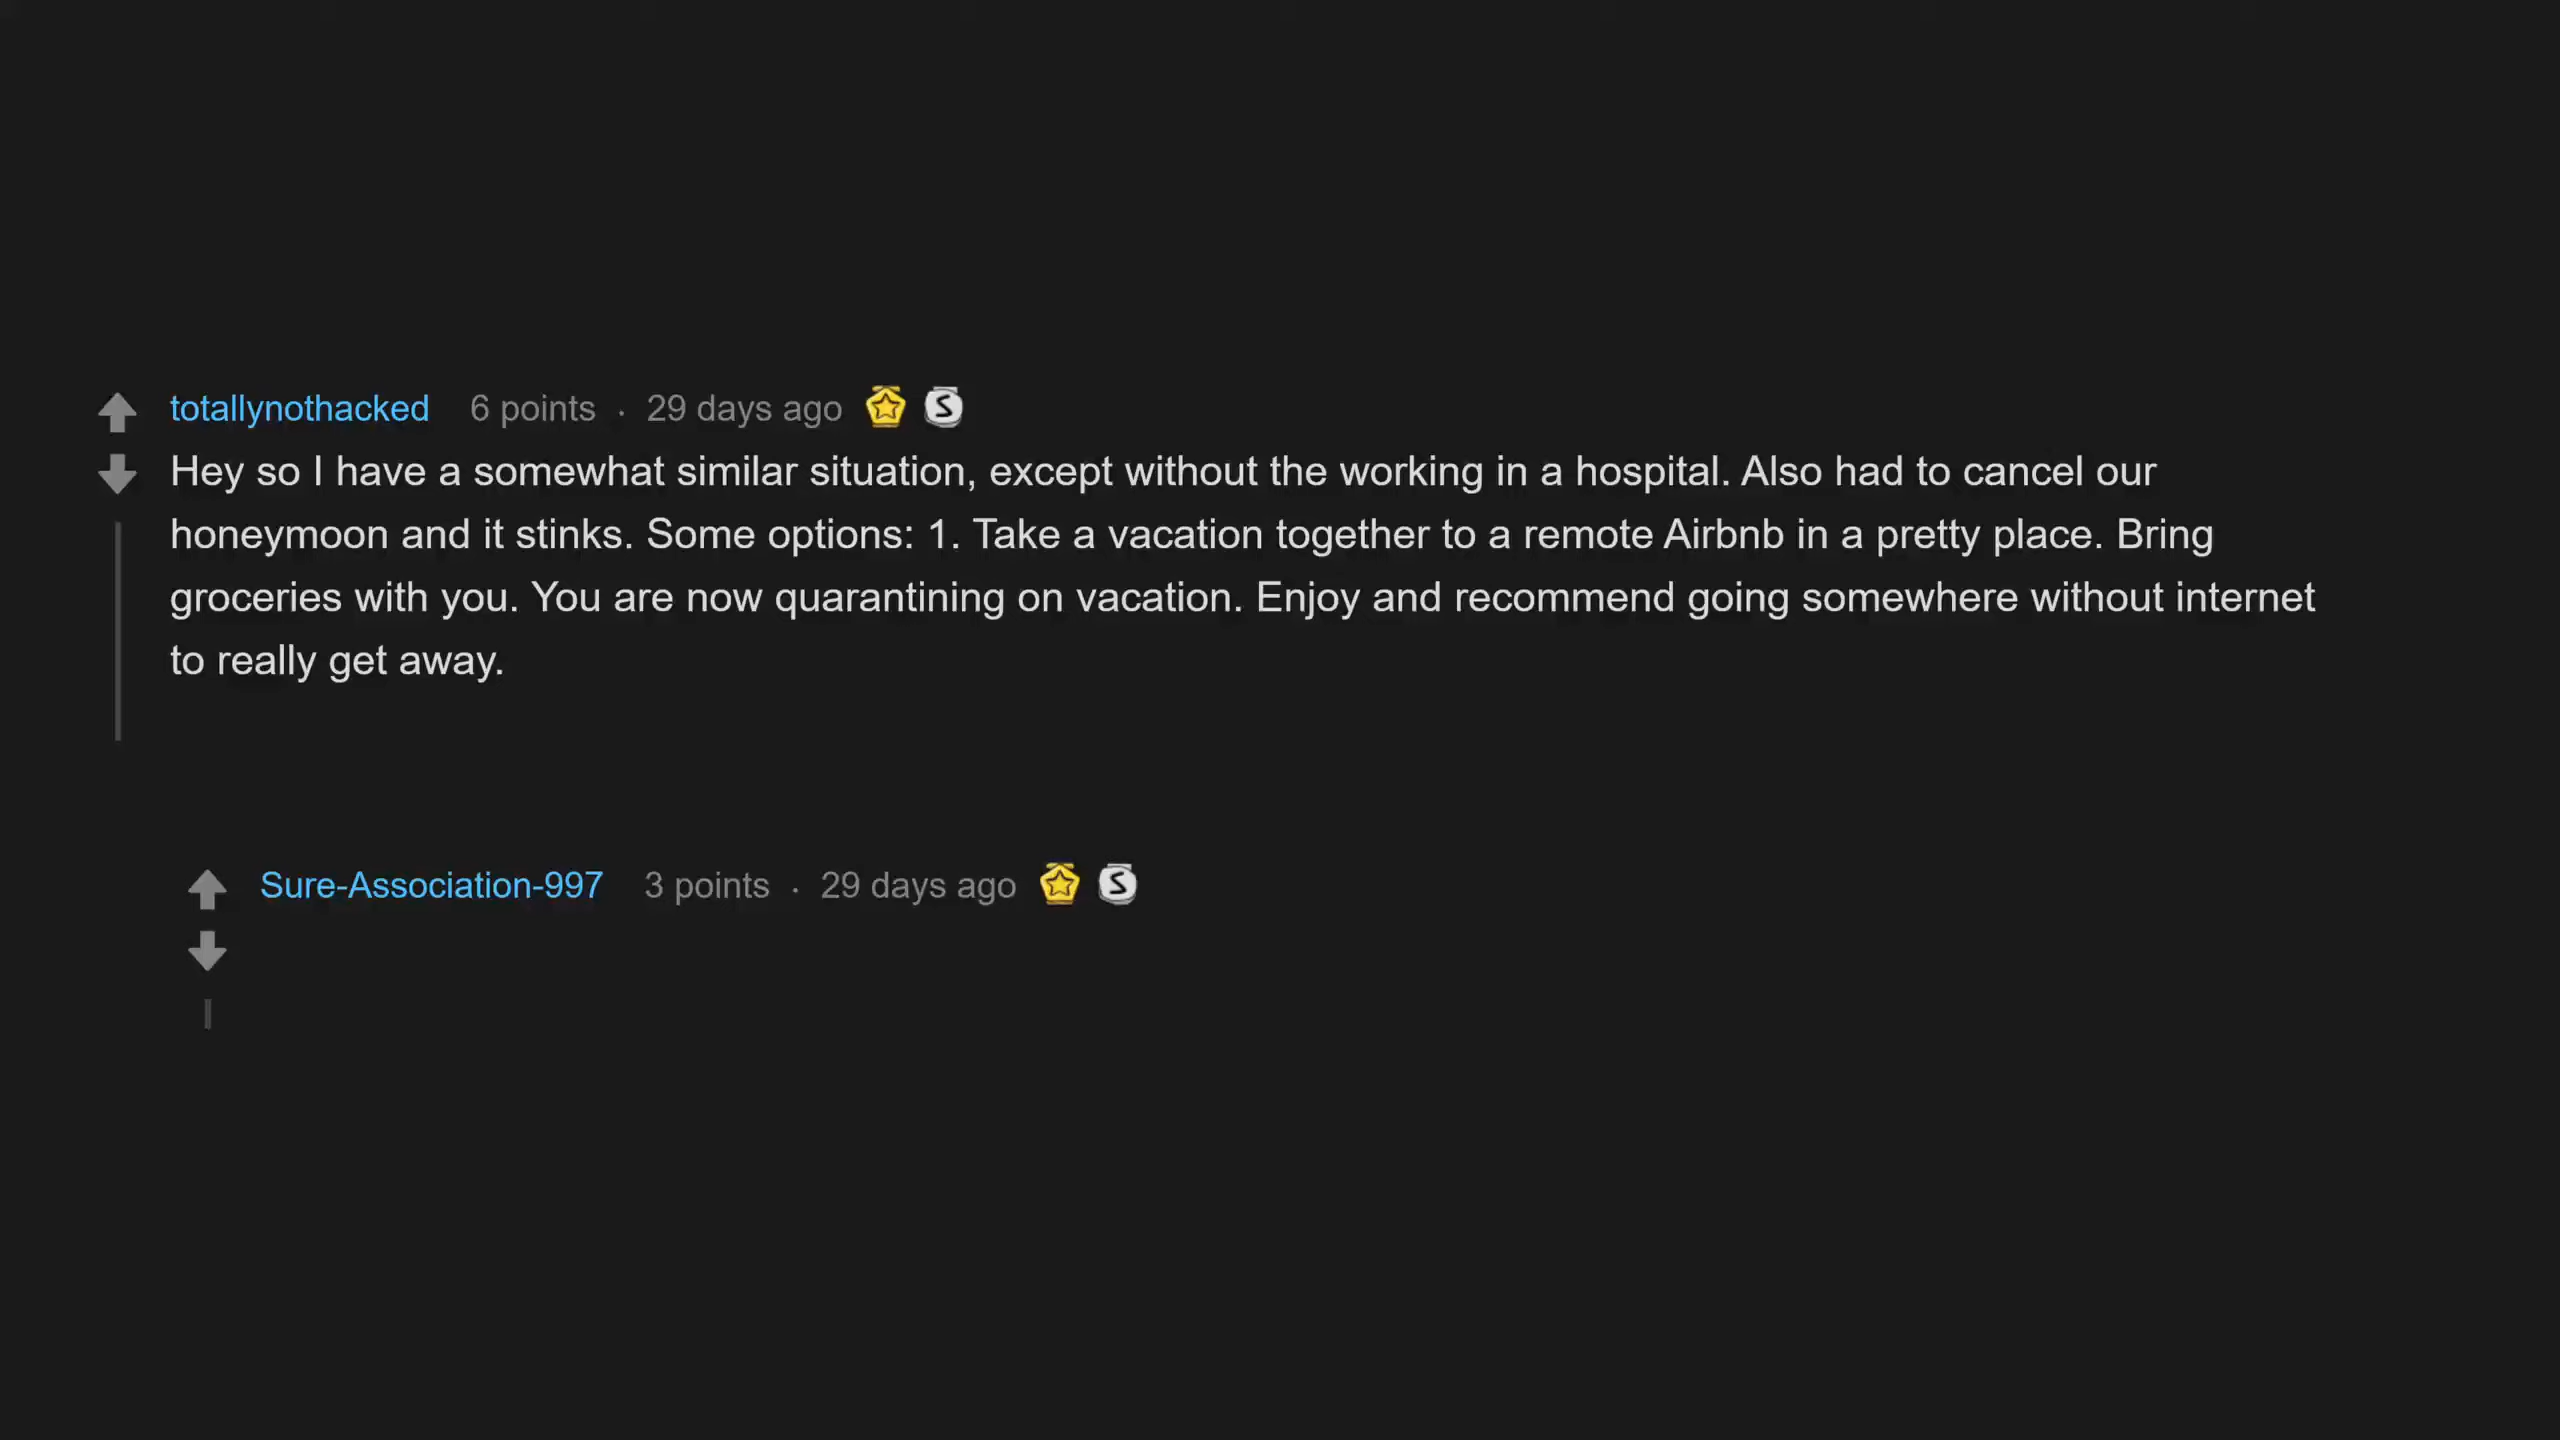 totallynothacked 6 points · 29 days ago
Hey so I have a somewhat similar situation, except without the working in a hospital. Also had to cancel our
honeymoon and it stinks. Some options: 1. Take a vacation together to a remote Airbnb in a pretty place. Bring
groceries with you. You are now quarantining on vacation. Enjoy and recommend going somewhere without internet
to really get away.
Sure-Association-997 3 points · 29 days ago